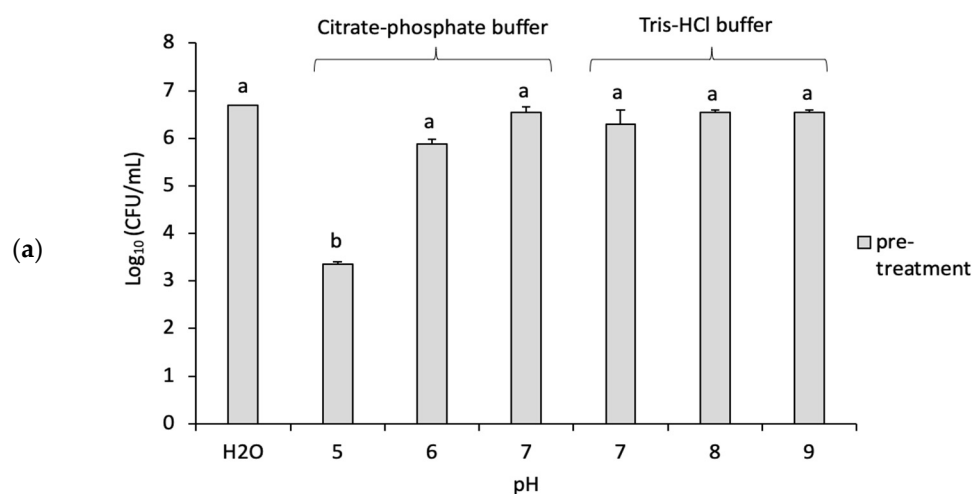 Citrate-phosphate buffer
Tris-HCl buffer
8
7
6
5
4
3
2
1
0
Log₁₀ (CFU/mL)
(a)
a
b
a
a
a
a
a
pre-
treatment
H2O 5 6 7 7 8 9
pH